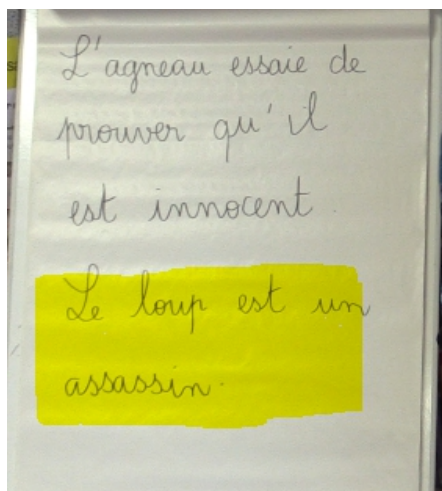 L'agneau essaie de
prouver qu'il
est innocent.
Le loup est un
assassin.